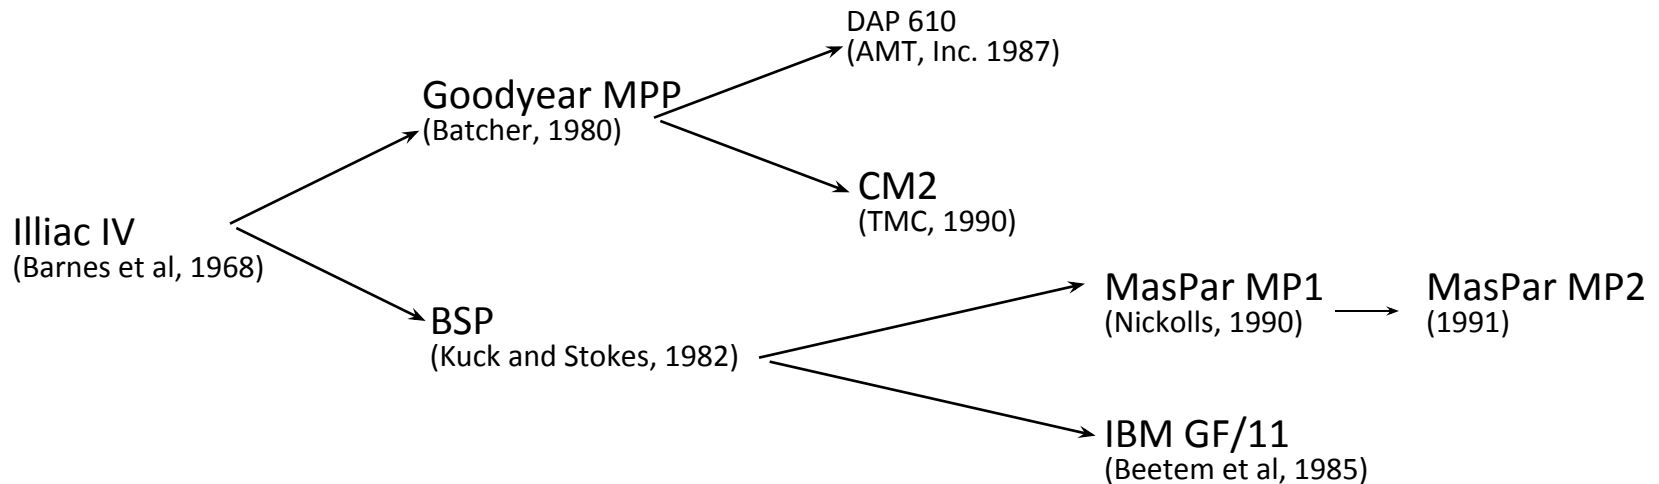 DAP 610
(AMT, Inc. 1987)
Goodyear MPP
(Batcher, 1980)
CM2
(TMC, 1990)
Illiac IV
(Barnes et al, 1968)
MasPar MP1
(Nickolls, 1990)
MasPar MP2
(1991)
BSP
(Kuck and Stokes, 1982)
IBM GF/11
(Beetem et al, 1985)